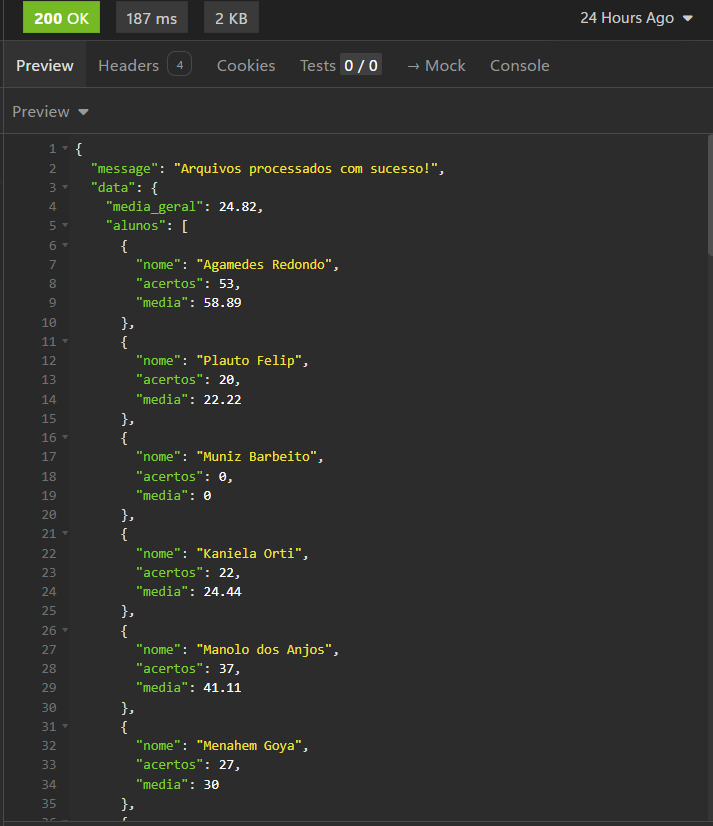 200 OK 187 ms 2 KB 24 Hours Ago
Preview Headers 4 Cookies Tests 0 / 0 → Mock Console
Preview
1 {
2 "message": "Arquivos processados com sucesso!",
3 "data": {
4 "media_geral": 24.82,
5 "alunos": [
6 {
7 "nome": "Agamedes Redondo",
8 "acertos": 53,
9 "media": 58.89
10 },
11 {
12 "nome": "Plauto Felip",
13 "acertos": 20,
14 "media": 22.22
15 },
16 {
17 "nome": "Muniz Barbeito",
18 "acertos": 0,
19 "media": 0
20 },
21 {
22 "nome": "Kaniela Orti",
23 "acertos": 22,
24 "media": 24.44
25 },
26 {
27 "nome": "Manolo dos Anjos",
28 "acertos": 37,
29 "media": 41.11
30 },
31 {
32 "nome": "Menahem Goya",
33 "acertos": 27,
34 "media": 30
35 },
36 {